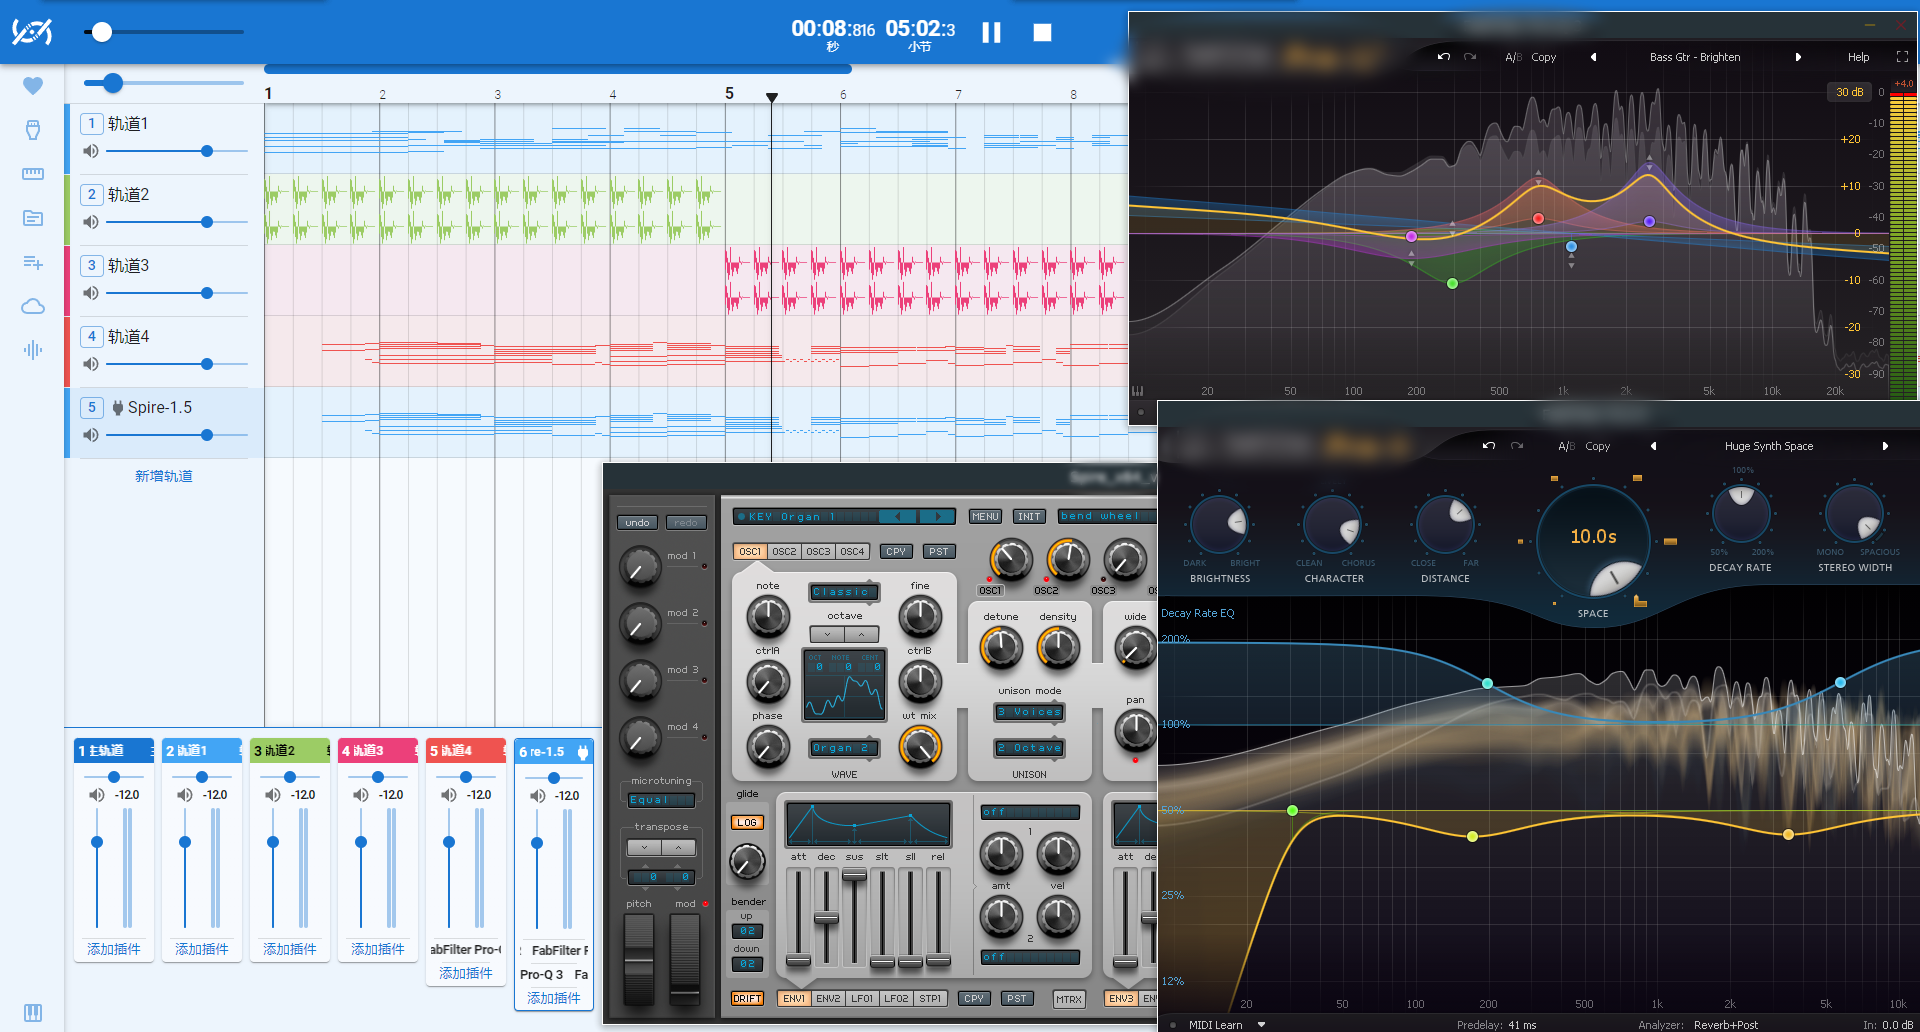 00:08:816
秒
05:02:3
小节
1 2 3 4 5 6 7 8
1 轨道1
2 轨道2
3 轨道3
4 轨道4
5 Spire-1.5
新增轨道
1 主轨道
2 轨道1
3 轨道2
4 轨道3
5 轨道4
6 re-1.5
-12.0 -12.0 -12.0 -12.0 -12.0 -12.0
添加插件 添加插件 添加插件 添加插件
abFilter Pro-
添加插件
FabFilter F
Pro-Q 3 Fa
添加插件
undo redo
mod 1
mod 2
mod 3
mod 4
microtuning
Equal
transpose
0 0
pitch mod
KEY Organ 1
MENU INIT bend wheel
OSC1 OSC2 OSC3 OSC4 CPY PST
OSC1 OSC2 OSC3
note Classic fine
octave
ctrlA ctrlB
OCT NOTE CENT
0 0 0
phase wt mix
Organ 2
WAVE
detune density wide
unison mode
3 Voices
pan
2 Octave
UNISON
glide
LOG
bender
up
02
down
02
DRIFT
att dec sus slt sll rel
off
1
amt vel
2
off
att de
ENV1 ENV2 LFO1 LFO2 STP1 CPY PST MTRX ENV3
A/B Copy Bass Gtr - Brighten Help
30 dB 0 +4.0
-10
+20 -20
+10 -30
-40
0 -50
-10 -60
-70
-20 -80
-30 -90
20 50 100 200 500 1k 2k 5k 10k 20k
A/B Copy Huge Synth Space
DARK BRIGHT
BRIGHTNESS
CLEAN CHORUS
CHARACTER
CLOSE FAR
DISTANCE
10.0s
SPACE
100%
50% 200%
DECAY RATE
MONO SPACIOUS
STEREO WIDTH
Decay Rate EQ
200%
100%
50%
25%
12%
20 50 100 200 500 1k 2k 5k 10k
MIDI Learn Predelay: 41 ms Analyzer: Reverb+Post In: 0.0 dB